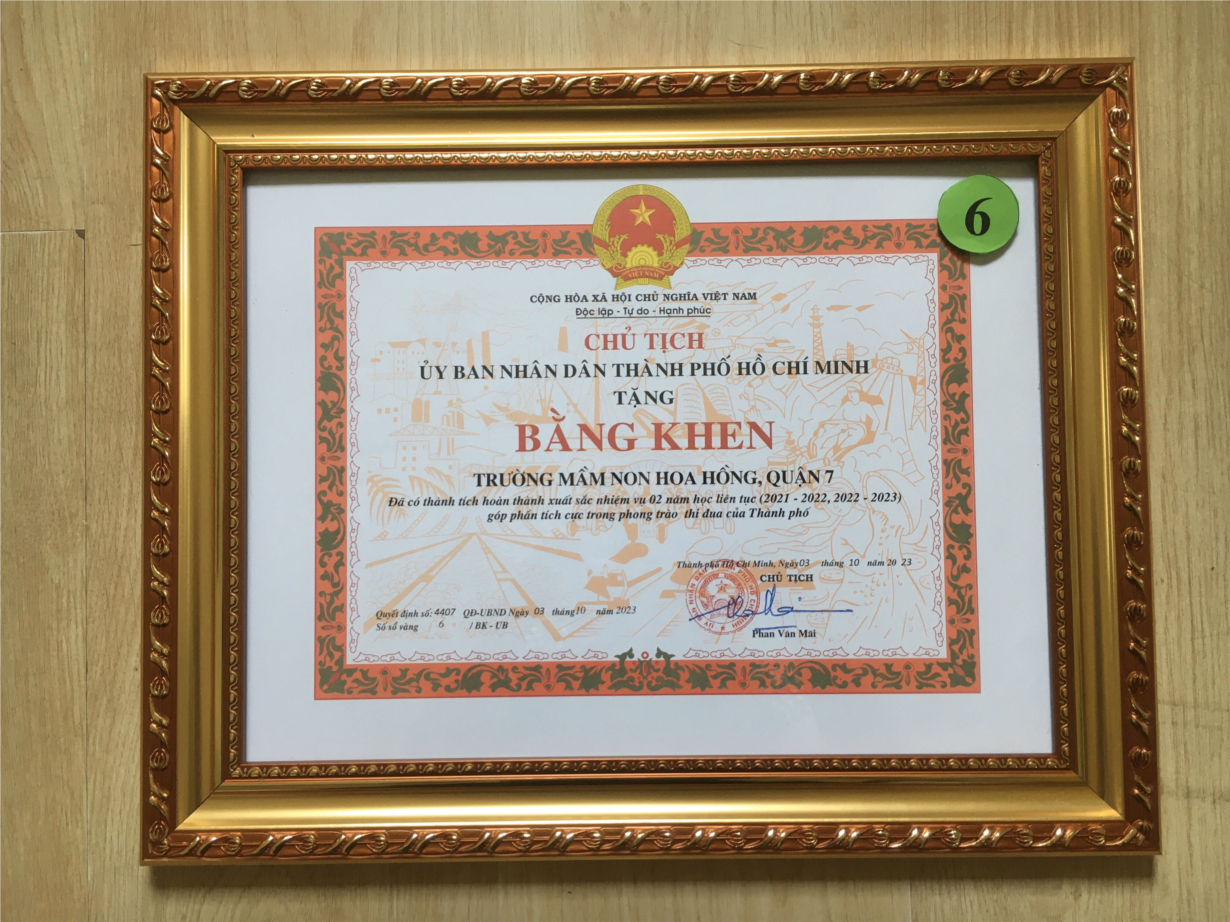 6
VIỆT NAM
CỘNG HÒA XÃ HỘI CHỦ NGHĨA VIỆT NAM
Độc lập - Tự do - Hạnh phúc
CHỦ TỊCH
ỦY BAN NHÂN DÂN THÀNH PHỐ HỒ CHÍ MINH
TẶNG
BẰNG KHEN
TRƯỜNG MẦM NON HOA HỒNG, QUẬN 7
Đã có thành tích hoàn thành xuất sắc nhiệm vụ 02 năm học liên tục (2021 - 2022, 2022 - 2023)
góp phần tích cực trong phong trào thi đua của Thành phố
Thành phố Hồ Chí Minh, Ngày 03 tháng 10 năm 20 23
CHỦ TỊCH
Quyết định số: 4407 QĐ-UBND Ngày 03 tháng 10 năm 2023
Số sổ vàng 6 / BK - UB
Phan Văn Mãi